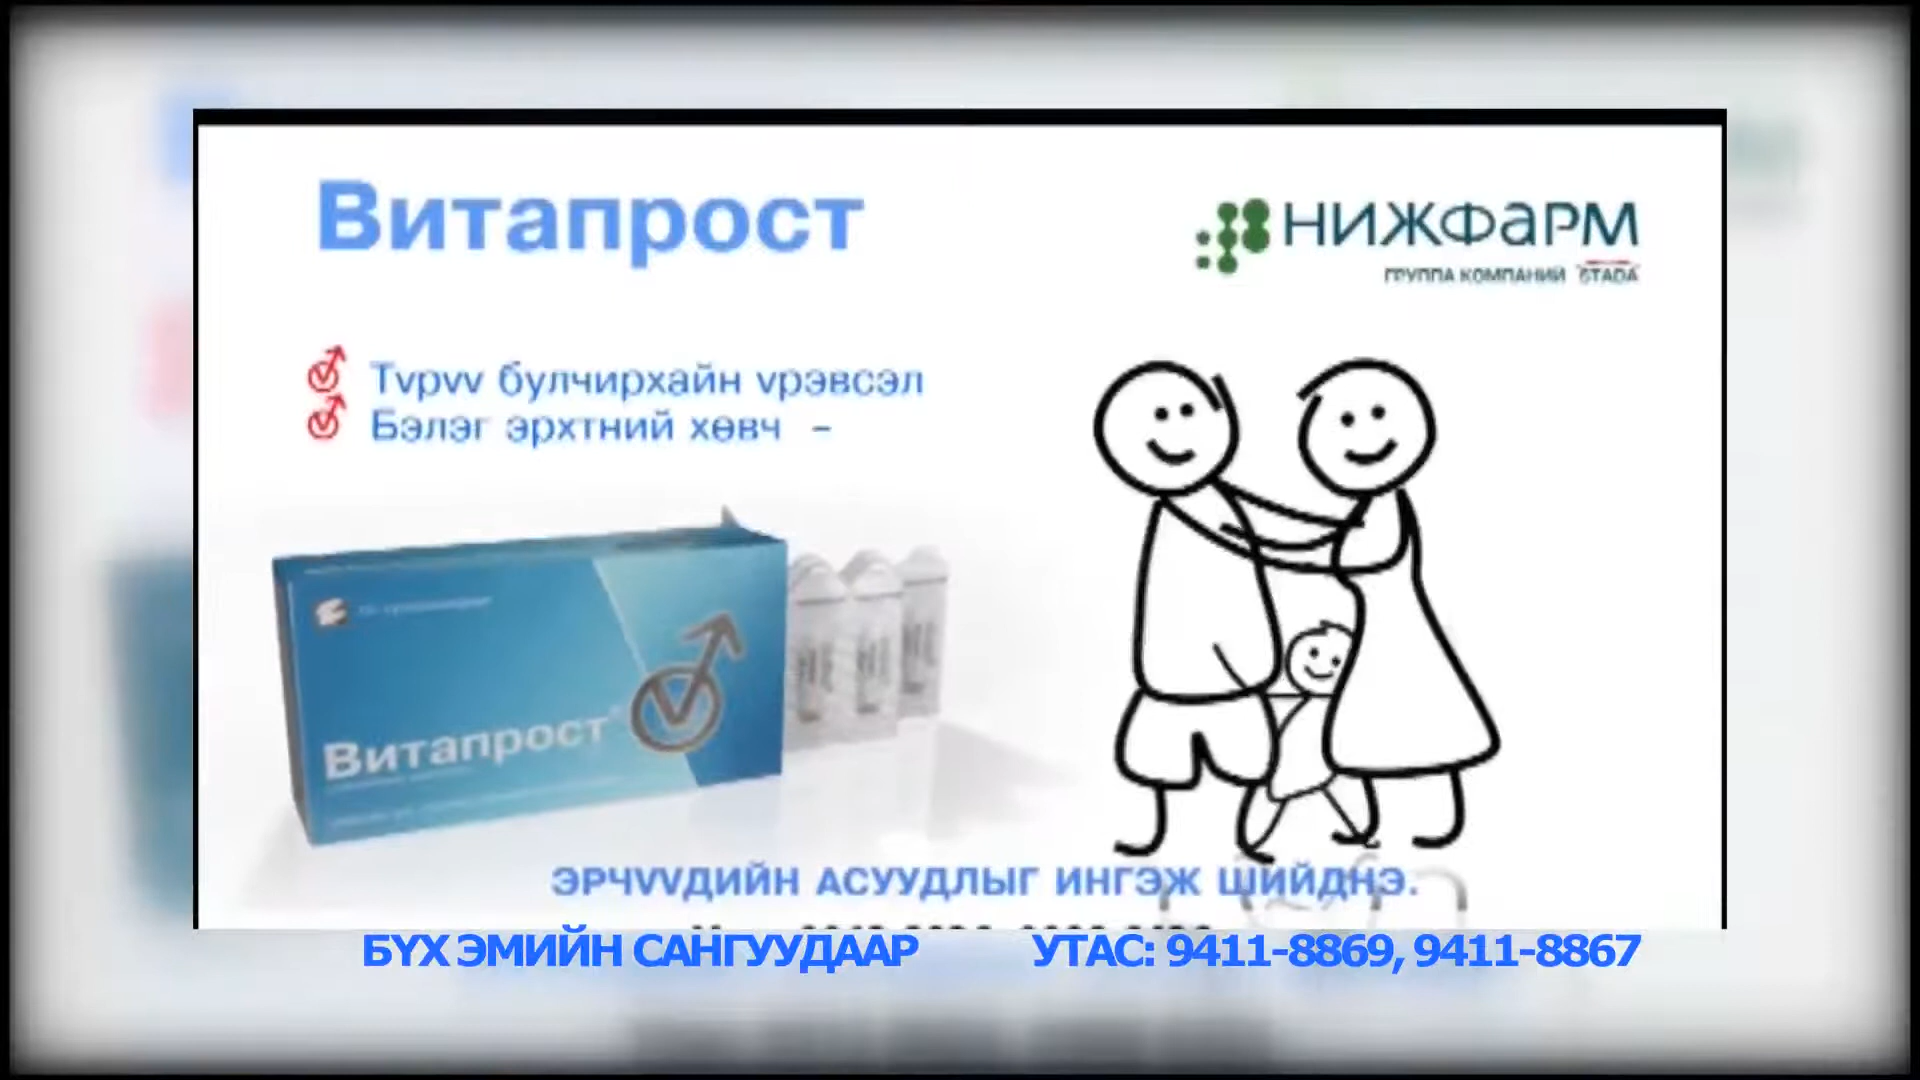 Витапрост
НИЖФАРМ
ГРУППА КОМПАНИЙ STADA
Тvрvv булчирхайн vрэвсэл
Бэлэг эрхтний хөвч –
Витапрост
ЭРЧVVДИЙН АСУУДЛЫГ ИНГЭЖ ШИЙДНЭ.
БҮХ ЭМИЙН САНГУУДААР УТАС: 9411-8869, 9411-8867